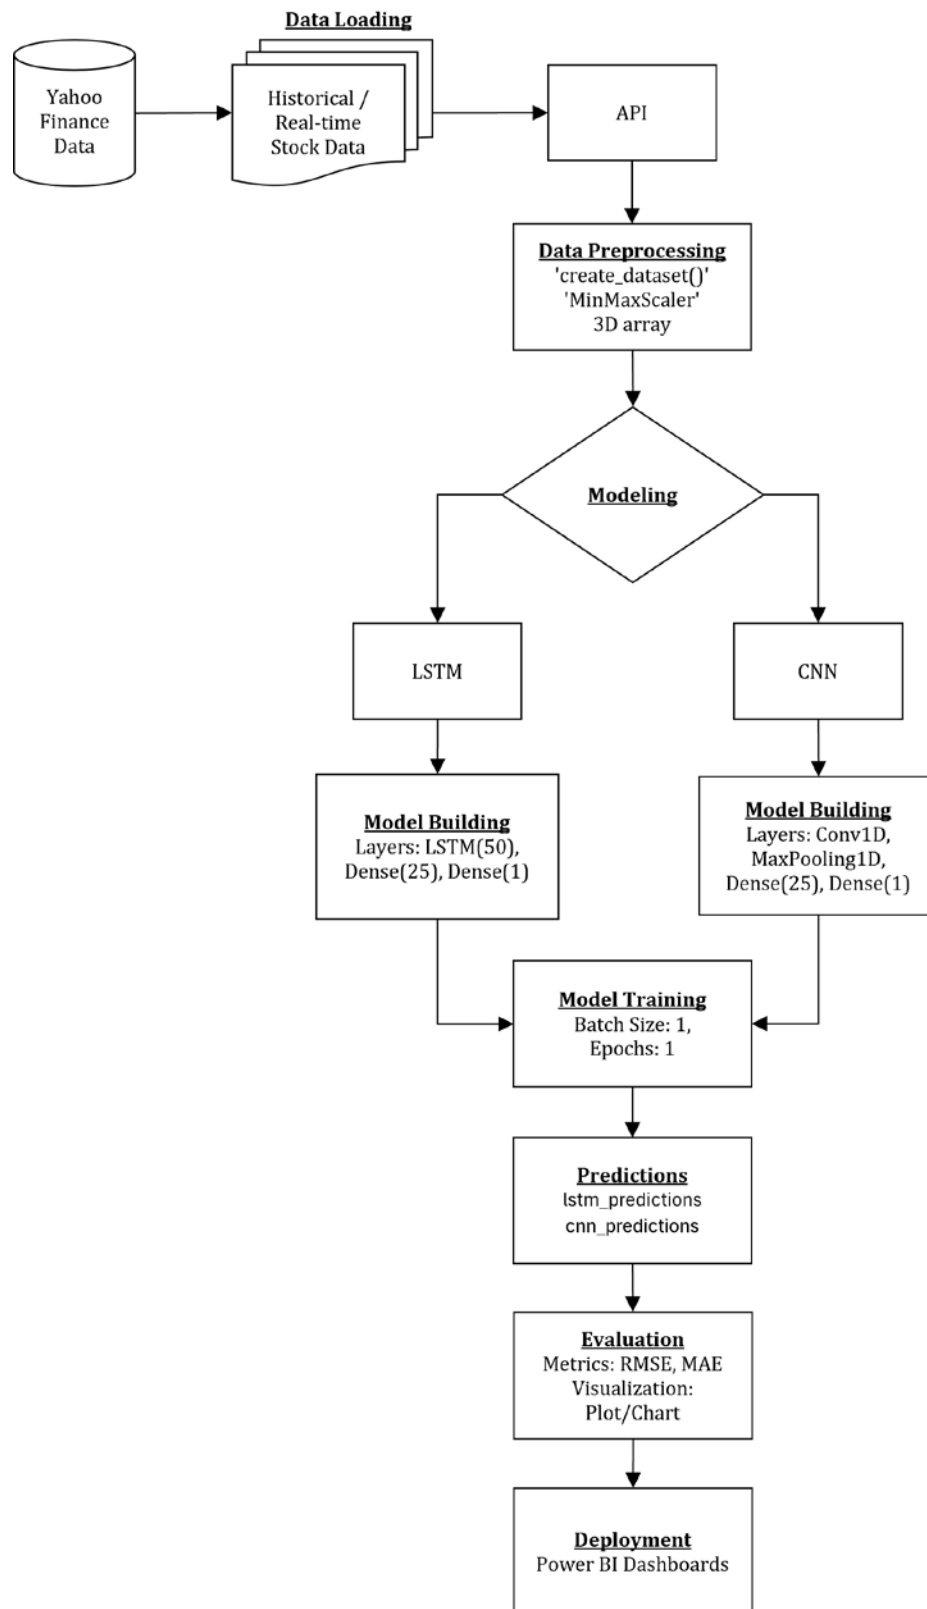 Data Loading
Yahoo
Finance
Data
Historical /
Real-time
Stock Data
API
Data Preprocessing
'create_dataset()'
'MinMaxScaler'
3D array
Modeling
LSTM
CNN
Model Building
Layers: LSTM(50),
Dense(25), Dense(1)
Model Building
Layers: Conv1D,
MaxPooling1D,
Dense(25), Dense(1)
Model Training
Batch Size: 1,
Epochs: 1
Predictions
lstm_predictions
cnn_predictions
Evaluation
Metrics: RMSE, MAE
Visualization:
Plot/Chart
Deployment
Power BI Dashboards